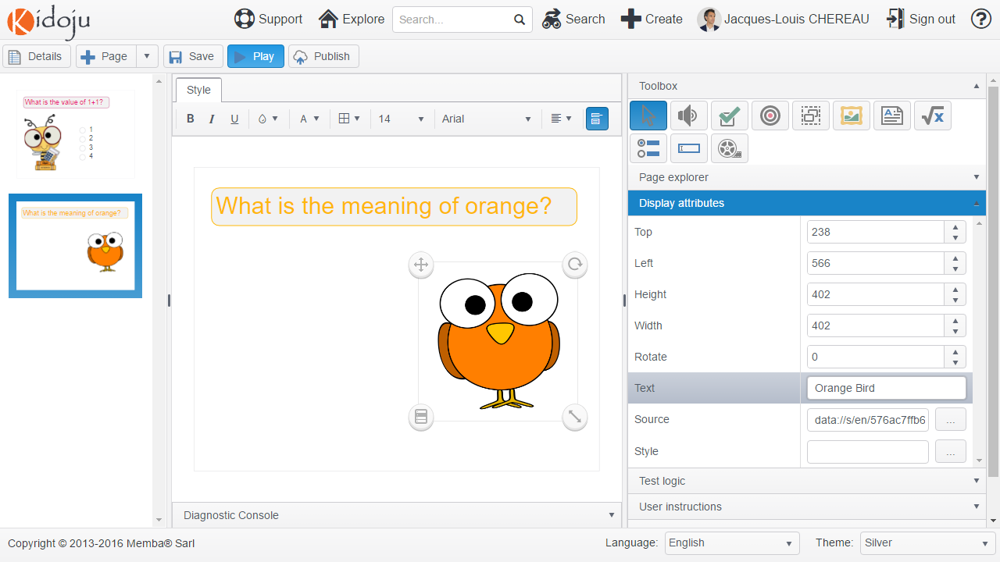 Kidoju
Support
Explore
Search...
Search
Create
Jacques-Louis CHEREAU
Sign out
Details
Page
Save
Play
Publish
What is the value of 1+1?
1
2
3
4
What is the meaning of orange?
Style
B I U A 14 Arial
What is the meaning of orange?
Diagnostic Console
Toolbox
Page explorer
Display attributes
Top 238
Left 566
Height 402
Width 402
Rotate 0
Text Orange Bird
Source data://s/en/576ac7ffb6 ...
Style ...
Test logic
User instructions
Copyright © 2013-2016 Memba® Sarl
Language: English
Theme: Silver